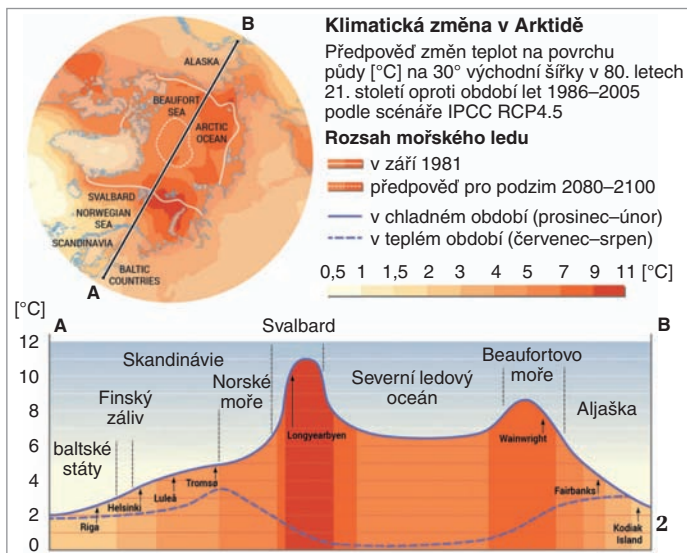 B
ALASKA
BEAUFORT
SEA
ARCTIC
OCEAN
SVALBARD
NORWEGIAN
SEA
SCANDINAVIA
BALTIC
COUNTRIES
A
Klimatická změna v Arktidě
Předpověď změn teplot na povrchu
půdy [°C] na 30° východní šířky v 80. letech
21. století oproti období let 1986–2005
podle scénáře IPCC RCP4.5
Rozsah mořského ledu
v září 1981
předpověď pro podzim 2080–2100
v chladném období (prosinec–únor)
v teplém období (červenec–srpen)
0,5 1 1,5 2 3 5 7 9 11 [°C]
[°C]
A
Svalbard
B
12
10
8
6
4
2
0
Skandinávie
Finský
záliv
baltské
státy
Norské
moře
Severní ledový
oceán
Beaufortovo
moře
Aljaška
Riga
Helsinki
Luleå
Tromsø
Longyearbyen
Wainwright
Fairbanks
Kodiak
Island
2